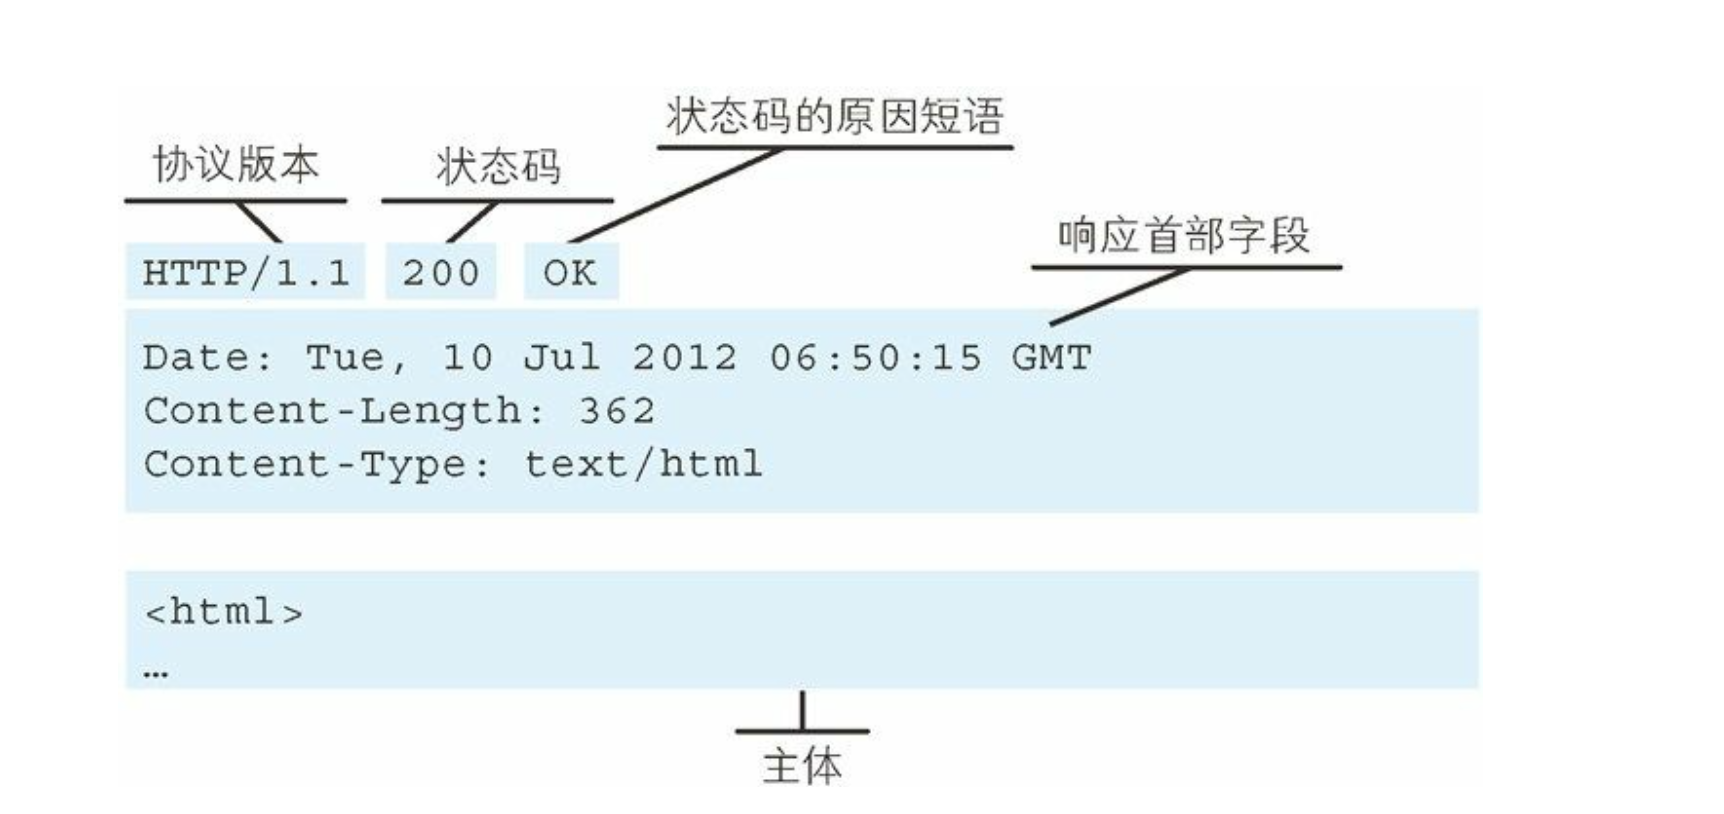 状态码的原因短语
协议版本 状态码
响应首部字段
HTTP/1.1 200 OK
Date: Tue, 10 Jul 2012 06:50:15 GMT
Content-Length: 362
Content-Type: text/html
<html>
…
主体